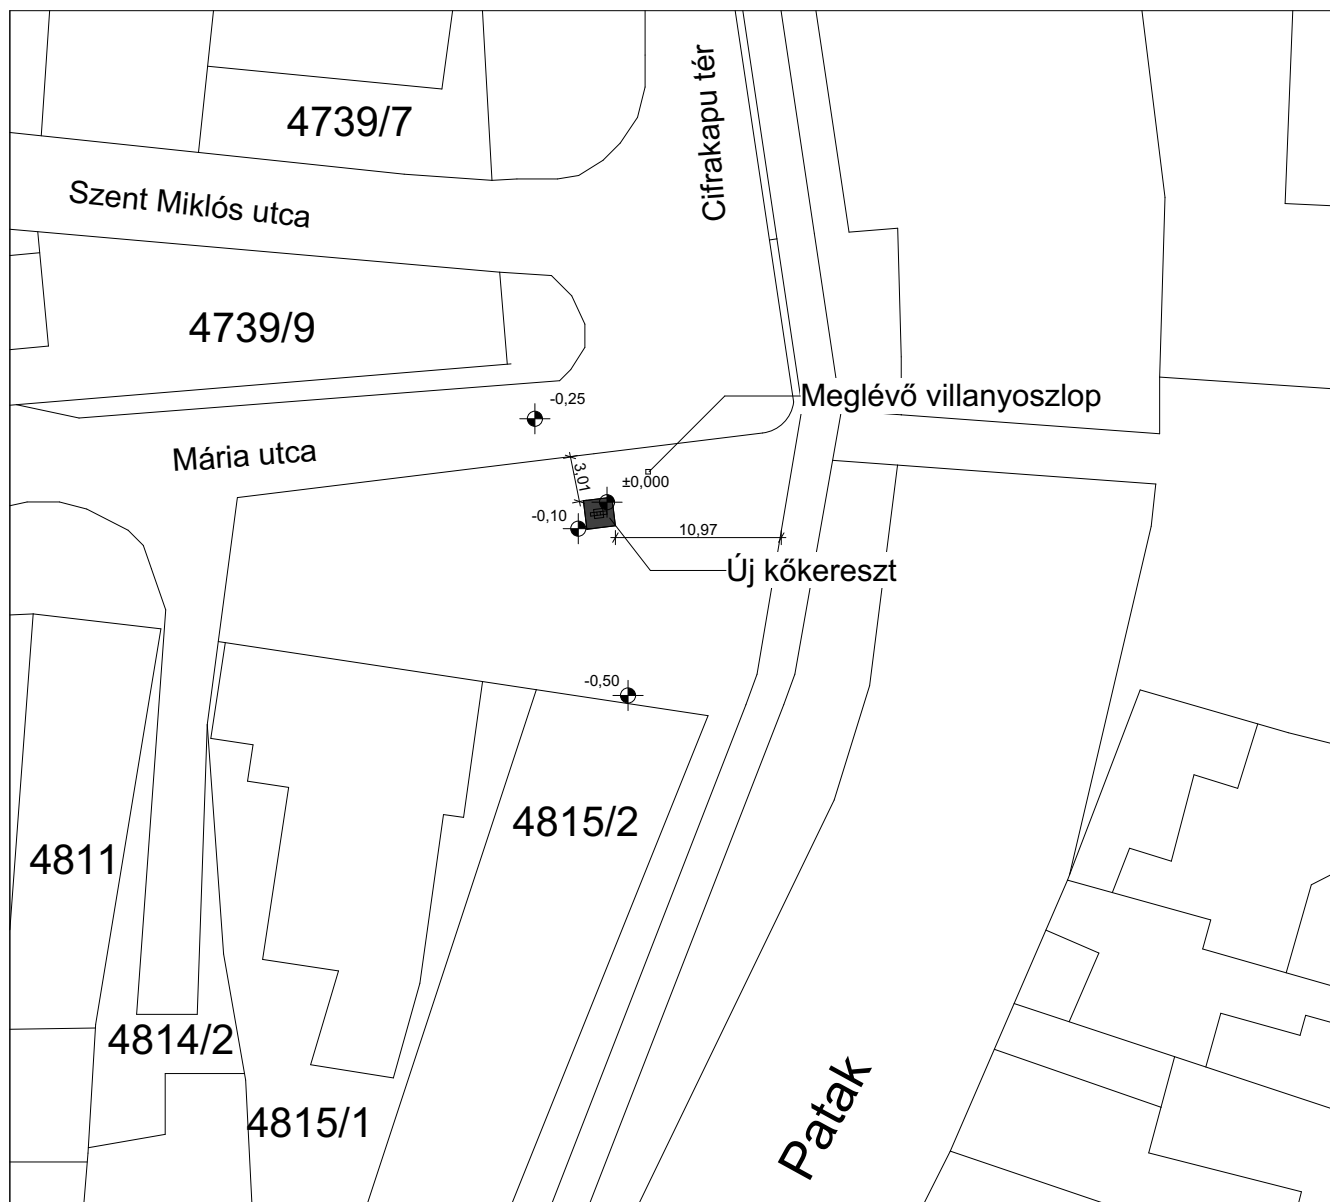 Cifrakapu tér
4739/7
Szent Miklós utca
4739/9
-0,25
Meglévő villanyoszlop
Mária utca
3,01
±0,000
-0,10
10,97
Új kőkereszt
-0,50
4815/2
4811
4814/2
4815/1
Patak